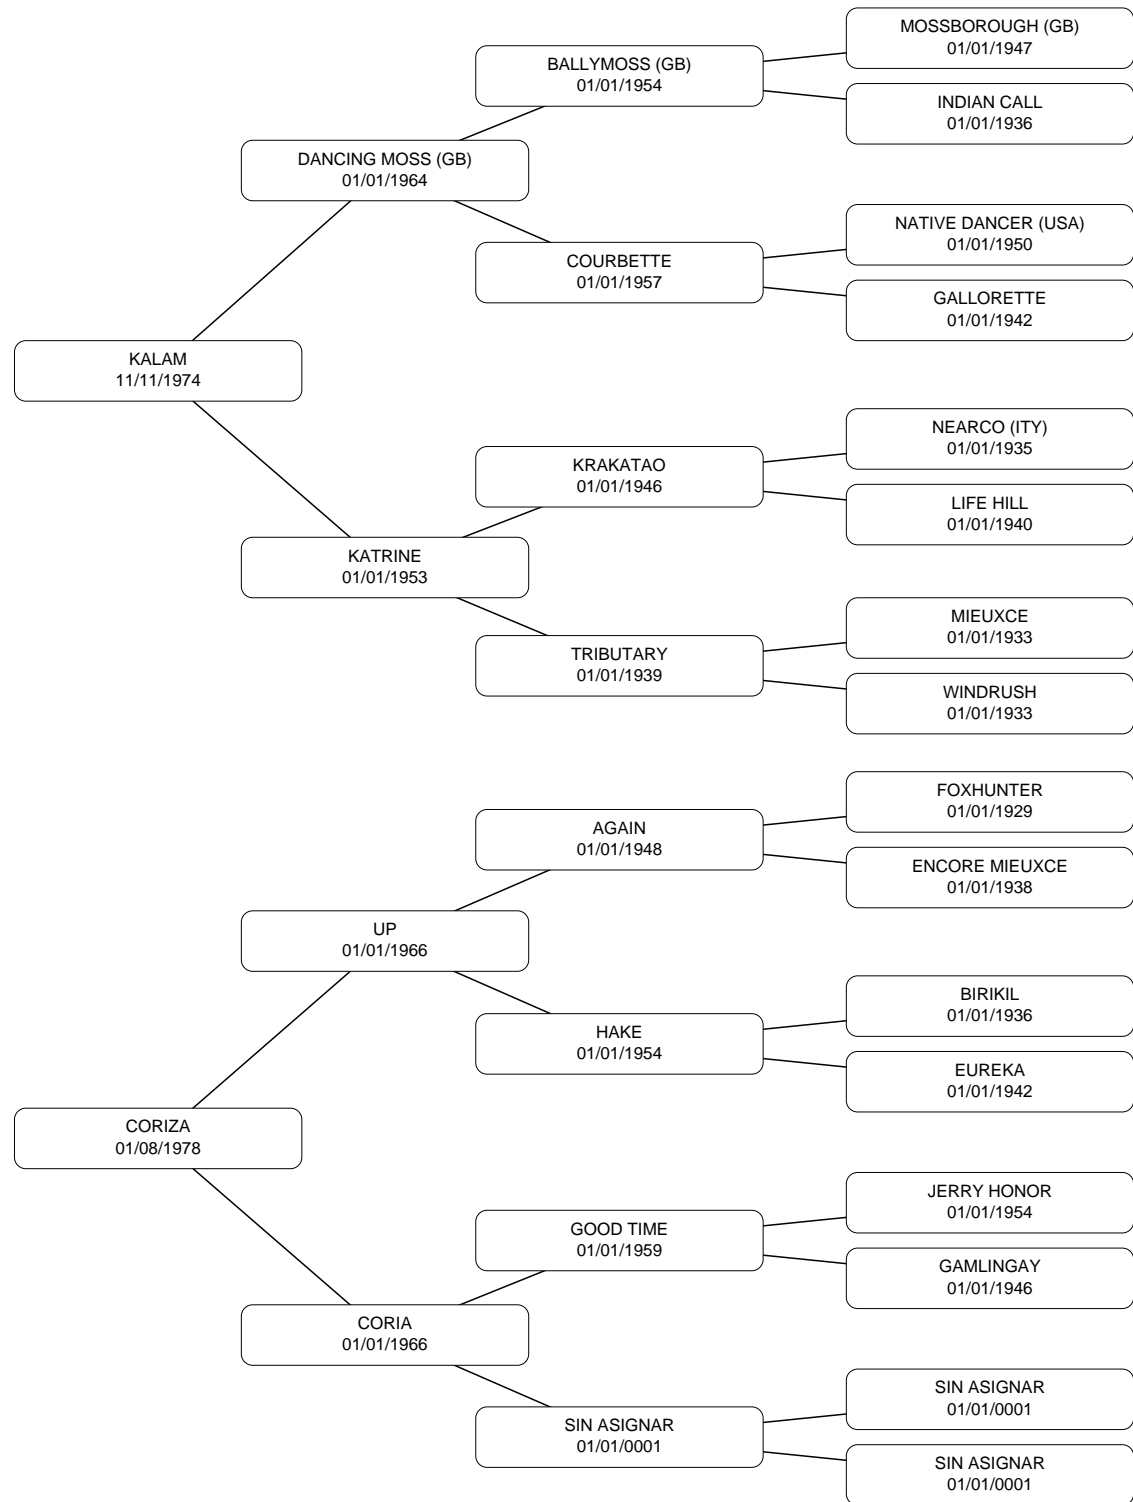 MOSSBOROUGH (GB)
01/01/1947
BALLYMOSS (GB)
01/01/1954
INDIAN CALL
01/01/1936
DANCING MOSS (GB)
01/01/1964
NATIVE DANCER (USA)
01/01/1950
COURBETTE
01/01/1957
GALLORETTE
01/01/1942
KALAM
11/11/1974
NEARCO (ITY)
01/01/1935
KRAKATAO
01/01/1946
LIFE HILL
01/01/1940
KATRINE
01/01/1953
MIEUXCE
01/01/1933
TRIBUTARY
01/01/1939
WINDRUSH
01/01/1933
FOXHUNTER
01/01/1929
AGAIN
01/01/1948
ENCORE MIEUXCE
01/01/1938
UP
01/01/1966
BIRIKIL
01/01/1936
HAKE
01/01/1954
EUREKA
01/01/1942
CORIZA
01/08/1978
JERRY HONOR
01/01/1954
GOOD TIME
01/01/1959
GAMLINGAY
01/01/1946
CORIA
01/01/1966
SIN ASIGNAR
01/01/0001
SIN ASIGNAR
01/01/0001
SIN ASIGNAR
01/01/0001